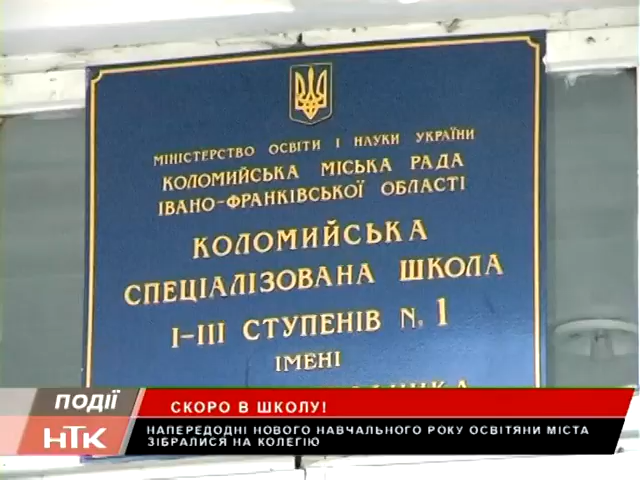 МІНІСТЕРСТВО ОСВІТИ І НАУКИ УКРАЇНИ
КОЛОМИЙСЬКА МІСЬКА РАДА
ІВАНО-ФРАНКІВСЬКОЇ ОБЛАСТІ
КОЛОМИЙСЬКА
СПЕЦІАЛІЗОВАНА ШКОЛА
І-ІІІ СТУПЕНІВ N. 1
ІМЕНІ
ПОДІЇ
СКОРО В ШКОЛУ!
НТК
НАПЕРЕДОДНІ НОВОГО НАВЧАЛЬНОГО РОКУ ОСВІТЯНИ МІСТА
ЗІБРАЛИСЯ НА КОЛЕГІЮ